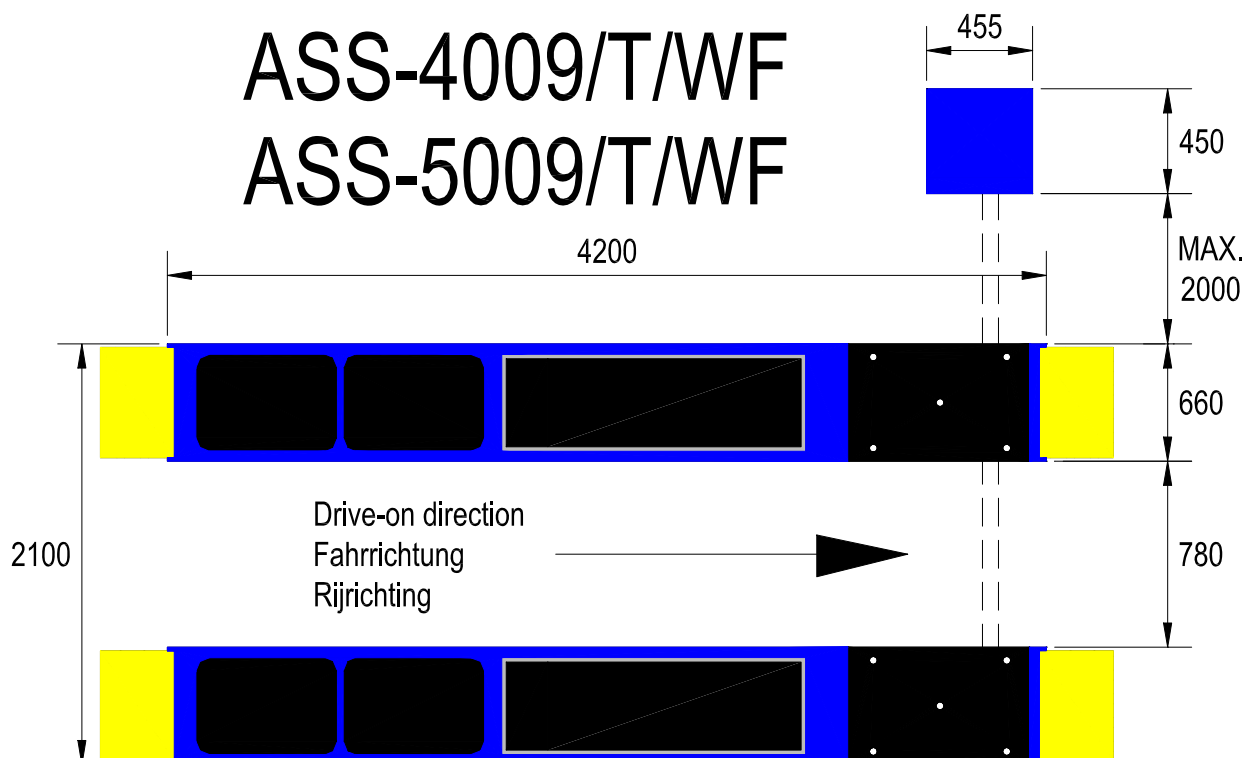 ASS-4009/T/WF
ASS-5009/T/WF
455
450
4200
MAX.
2000
660
Drive-on direction
Fahrrichtung
Rijrichting
2100
780